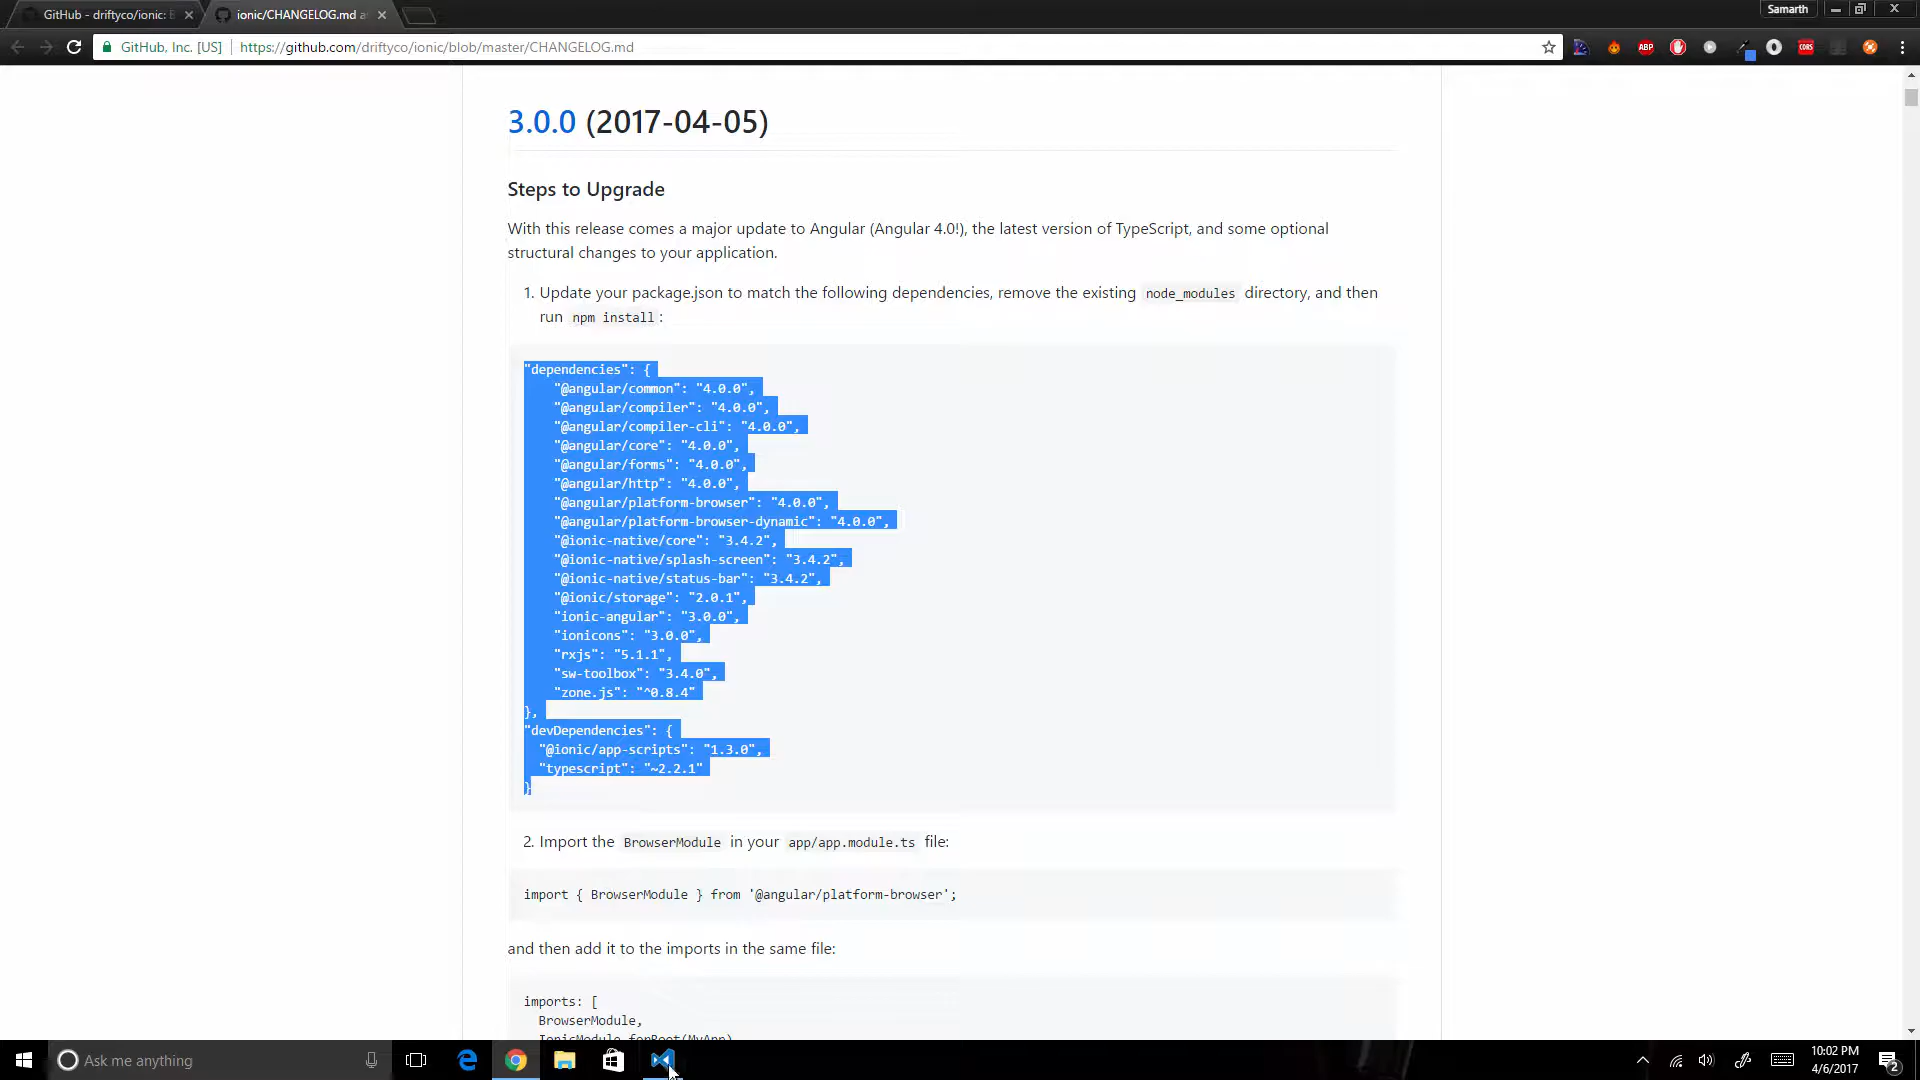 GitHub - driftyco/ionic:
ionic/CHANGELOG.md a
Samarth
GitHub, Inc. [US]
https://github.com/driftyco/ionic/blob/master/CHANGELOG.md
ABP
CORS
3.0.0 (2017-04-05)
Steps to Upgrade
With this release comes a major update to Angular (Angular 4.0!), the latest version of TypeScript, and some optional
structural changes to your application.
1. Update your package.json to match the following dependencies, remove the existing node_modules directory, and then
run npm install :
"dependencies": {
"@angular/common": "4.0.0",
"@angular/compiler": "4.0.0",
"@angular/compiler-cli": "4.0.0",
"@angular/core": "4.0.0",
"@angular/forms": "4.0.0",
"@angular/http": "4.0.0",
"@angular/platform-browser": "4.0.0",
"@angular/platform-browser-dynamic": "4.0.0",
"@ionic-native/core": "3.4.2",
"@ionic-native/splash-screen": "3.4.2",
"@ionic-native/status-bar": "3.4.2",
"@ionic/storage": "2.0.1",
"ionic-angular": "3.0.0",
"ionicons": "3.0.0",
"rxjs": "5.1.1",
"sw-toolbox": "3.4.0",
"zone.js": "^0.8.4"
},
"devDependencies": {
"@ionic/app-scripts": "1.3.0",
"typescript": "~2.2.1"
}
2. Import the BrowserModule in your app/app.module.ts file:
import { BrowserModule } from '@angular/platform-browser';
and then add it to the imports in the same file:
imports: [
BrowserModule,
IonicModule.forRoot(MyApp)
Ask me anything
10:02 PM
4/6/2017
2